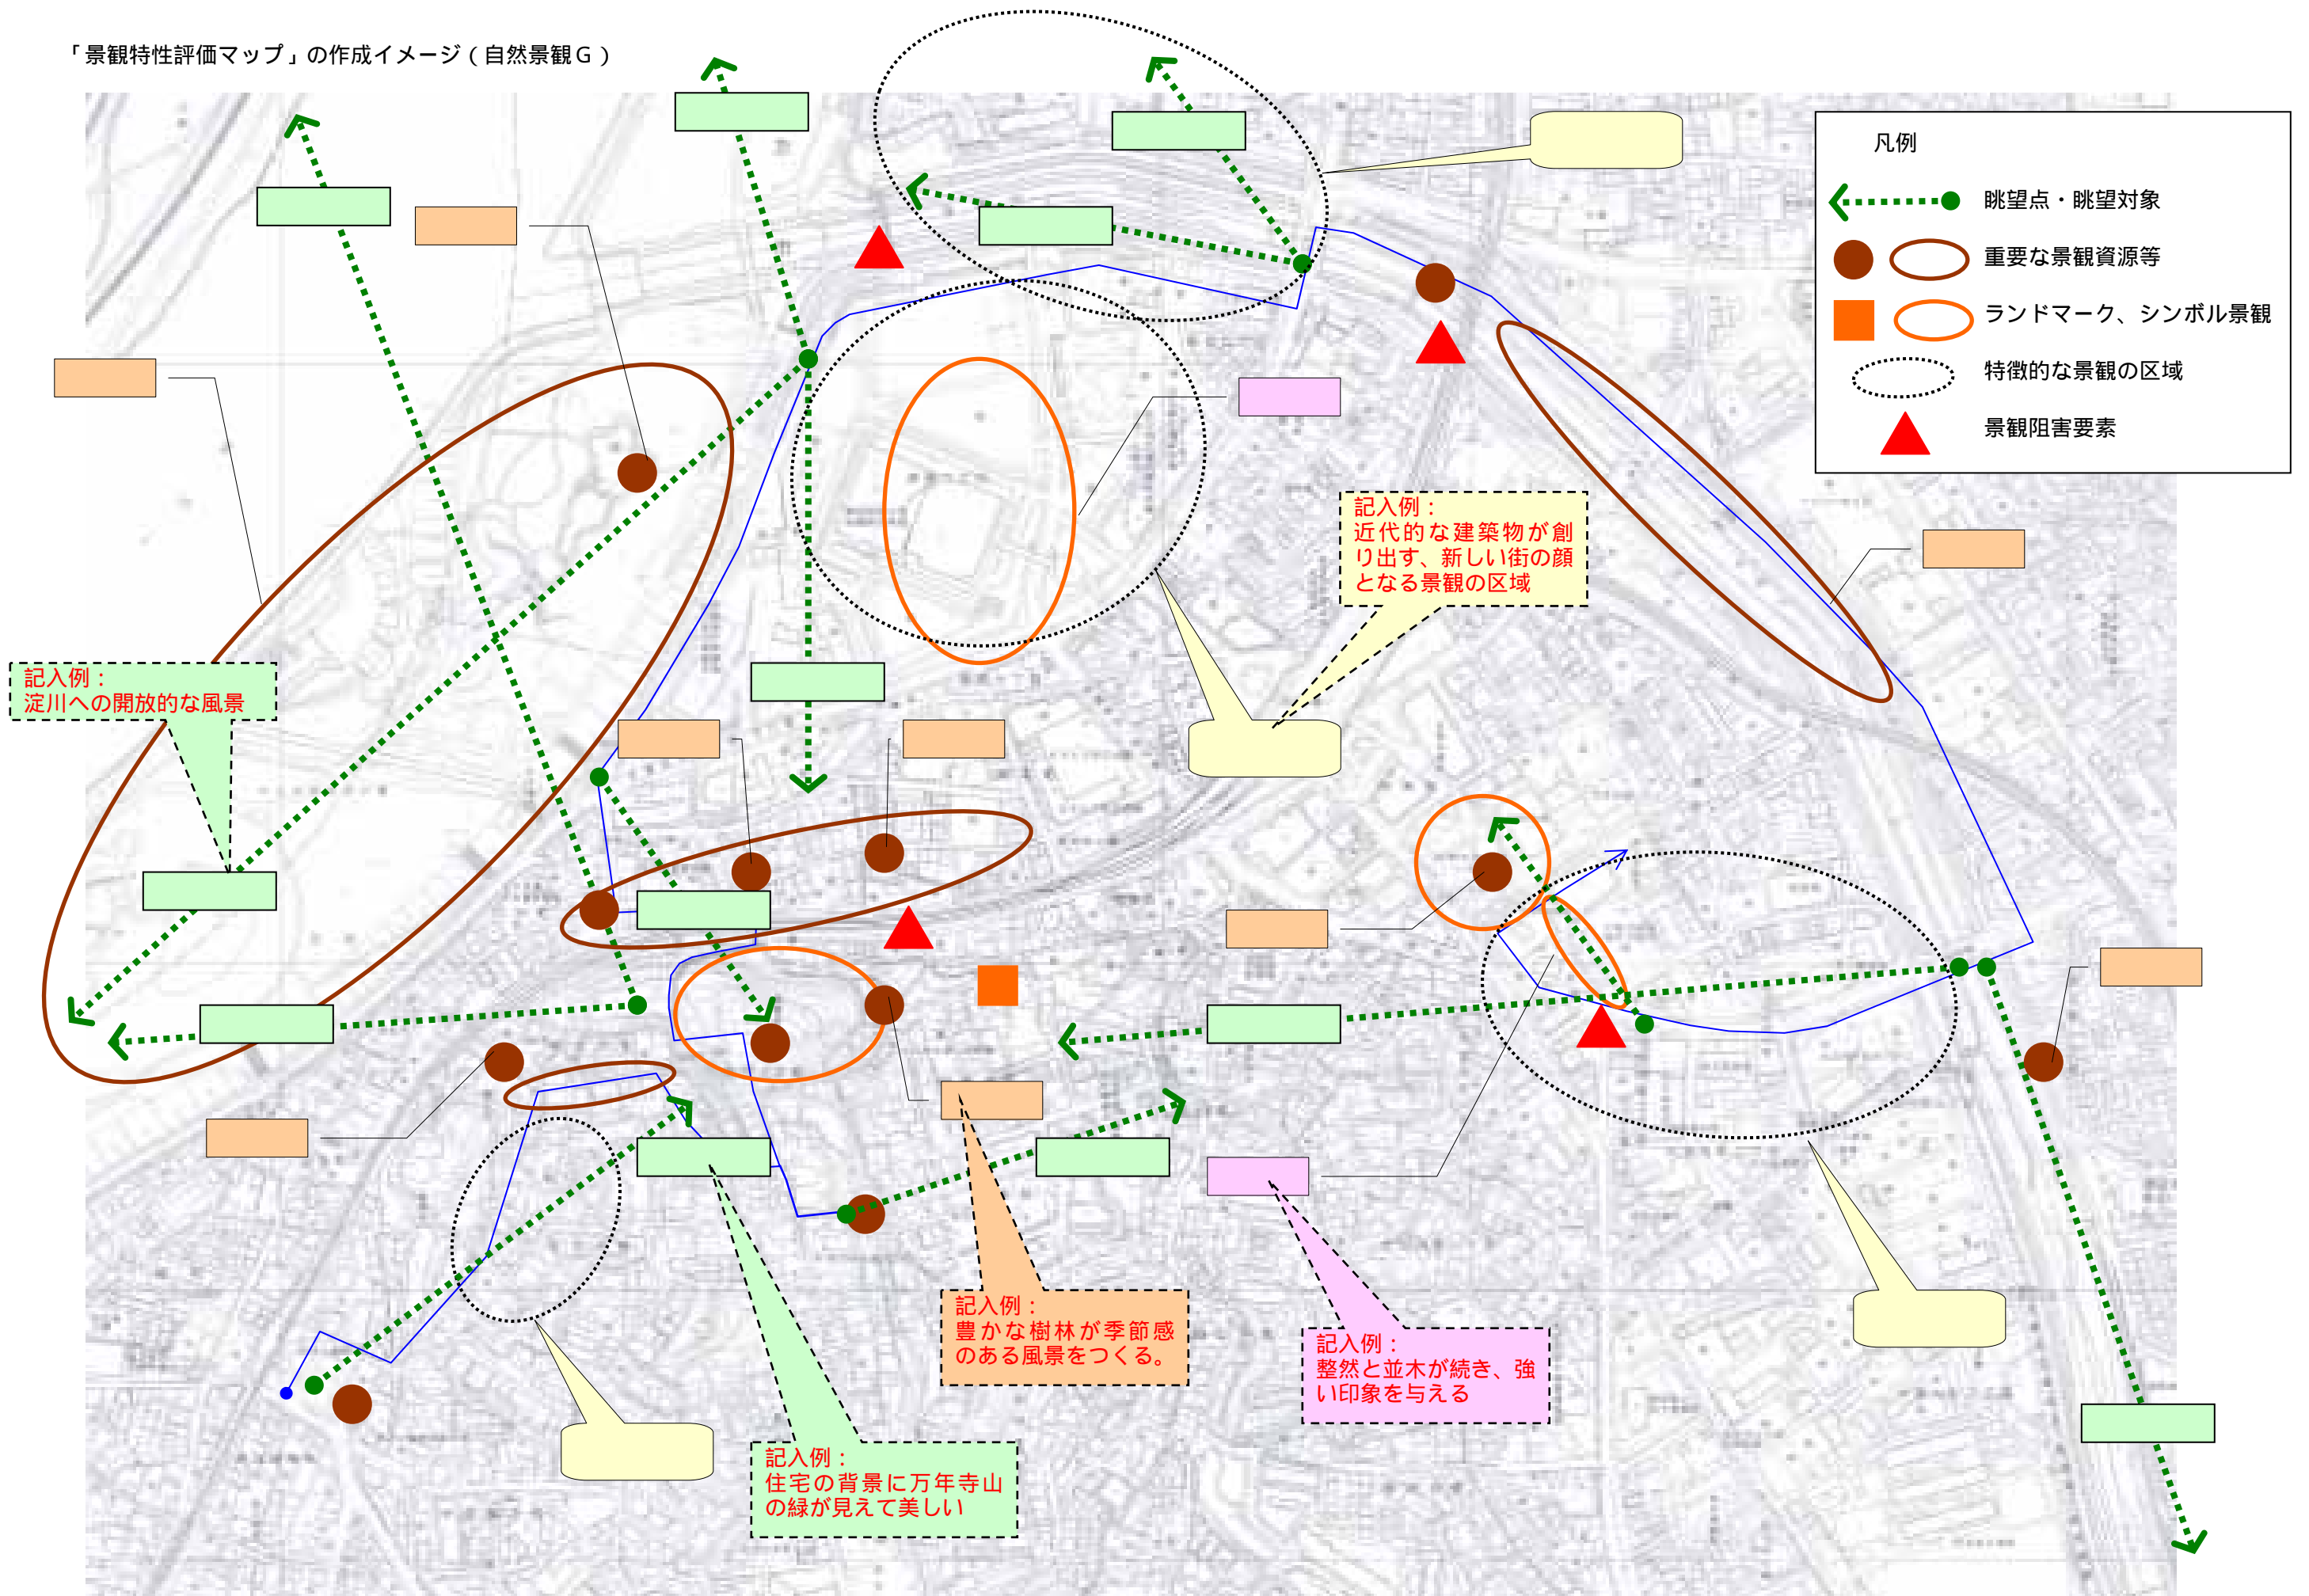 「景観特性評価マップ」の作成イメージ（自然景観Ｇ）
凡例
眺望点・眺望対象
重要な景観資源等
ランドマーク、シンボル景観
特徴的な景観の区域
景観阻害要素
記入例：
近代的な建築物が創
り出す、新しい街の顔
となる景観の区域
記入例：
淀川への開放的な風景
記入例：
豊かな樹林が季節感
のある風景をつくる。
記入例：
整然と並木が続き、強
い印象を与える
記入例：
住宅の背景に万年寺山
の緑が見えて美しい